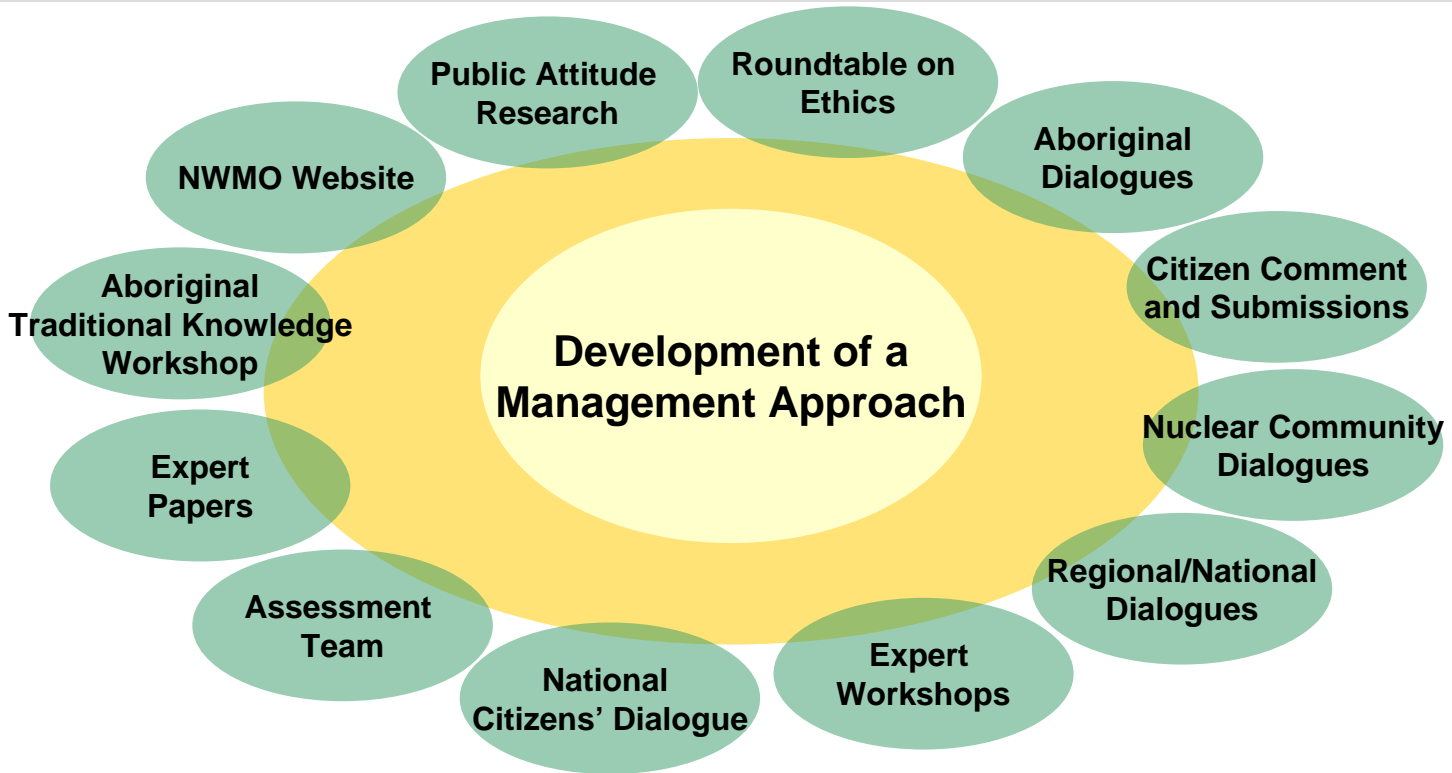 Public Attitude
Research
Roundtable on
Ethics
Aboriginal
Dialogues
Citizen Comment
and Submissions
Nuclear Community
Dialogues
Regional/National
Dialogues
Expert
Workshops
National
Citizens’ Dialogue
Assessment
Team
Expert
Papers
Aboriginal
Traditional Knowledge
Workshop
NWMO Website
Development of a
Management Approach